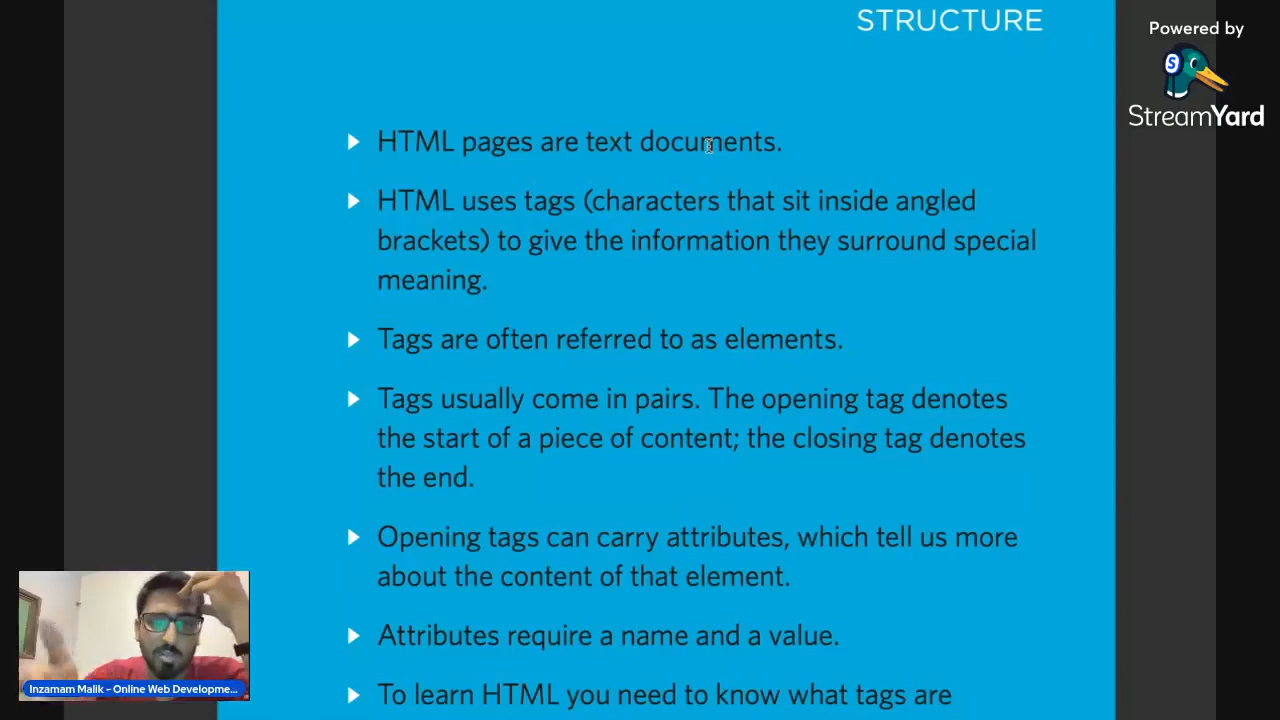 STRUCTURE
Powered by
S
StreamYard
HTML pages are text documents.
HTML uses tags (characters that sit inside angled
brackets) to give the information they surround special
meaning.
Tags are often referred to as elements.
Tags usually come in pairs. The opening tag denotes
the start of a piece of content; the closing tag denotes
the end.
Opening tags can carry attributes, which tell us more
about the content of that element.
Attributes require a name and a value.
To learn HTML you need to know what tags are
Inzamam Malik - Online Web Developme...